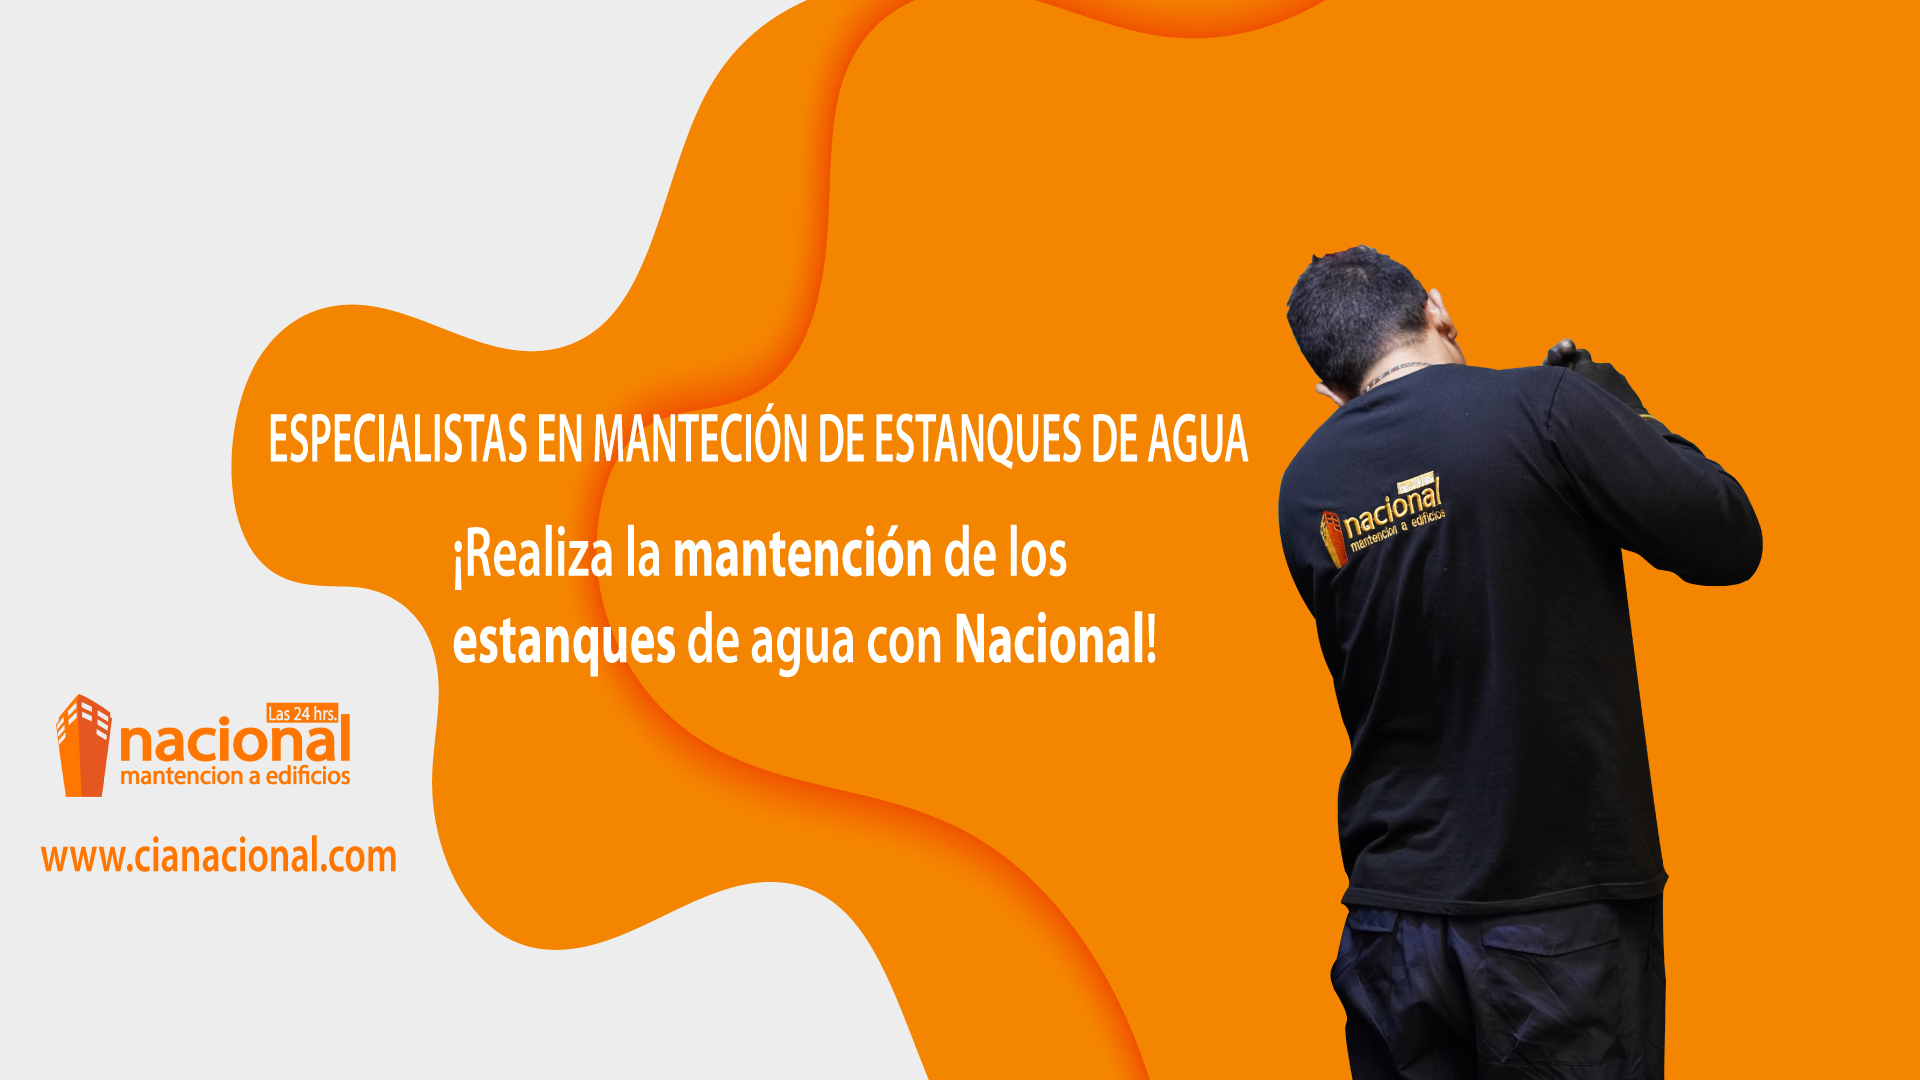 ESPECIALISTAS EN MANTECIÓN DE ESTANQUES DE AGUA
¡Realiza la mantención de los
estanques de agua con Nacional!
Las 24 hrs.
nacional
mantencion a edificios
www.cianacional.com
nacional
mantencion a edificios